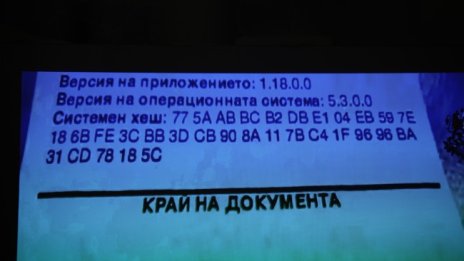 Версия на приложението: 1.18.0.0
Версия на операционната система: 5.3.0.0
Системен хеш: 77 5A AB BC B2 DB E1 04 EB 59 7E
18 6B FE 3C BB 3D CB 90 8A 11 7B C4 1F 96 96 BA
31 CD 78 18 5C
КРАЙ НА ДОКУМЕНТА